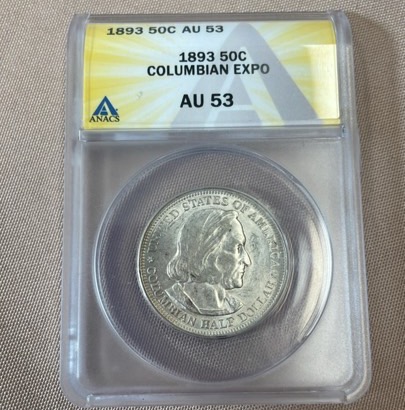 1893 50C AU 53
1893 50C
COLUMBIAN EXPO
AU 53
ANACS
UNITED STATES OF AMERICA
COLUMBIAN HALF DOLLAR